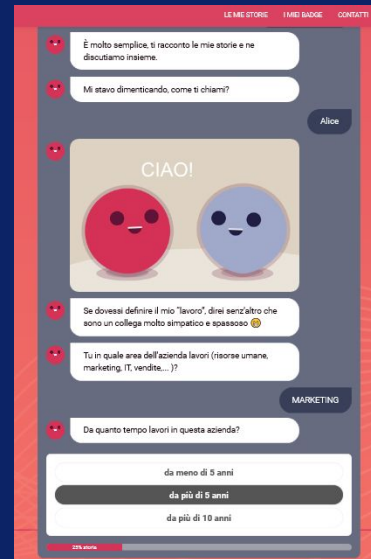 LE MIE STORIE I MIEI BADGE CONTATTI
È molto semplice, ti racconto le mie storie e ne
discutiamo insieme.
Mi stavo dimenticando, come ti chiami?
Alice
CIAO!
Se dovessi definire il mio "lavoro", direi senz'altro che
sono un collega molto simpatico e spassoso 🤭
Tu in quale area dell'azienda lavori (risorse umane,
marketing, IT, vendite,... )?
MARKETING
Da quanto tempo lavori in questa azienda?
da meno di 5 anni
da più di 5 anni
da più di 10 anni
25% storia